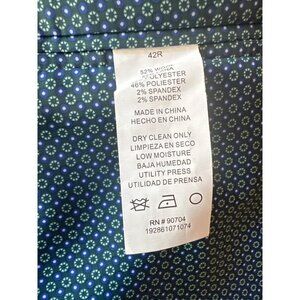 42R
POLYESTER
46% POLIESTER
2% SPANDEX
2% SPANDEX
MADE IN CHINA
HECHO EN CHINA
DRY CLEAN ONLY
LIMPIEZA EN SECO
LOW MOISTURE
BAJA HUMEDAD
UTILITY PRESS
UTILIDAD DE PRENSA
RN # 90704
192861071074